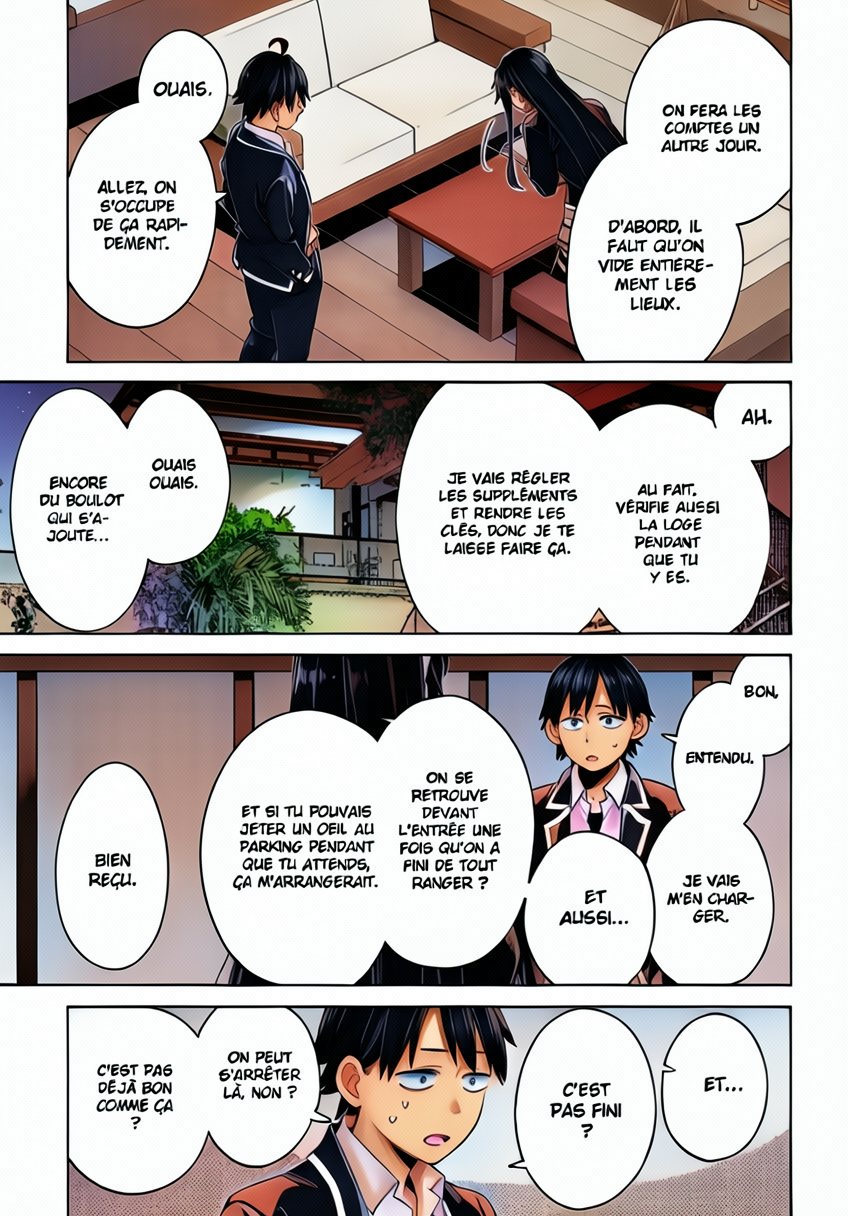 ON FERA LES
COMPTES UN
AUTRE JOUR.
D'ABORD, IL
FAUT QU'ON
VIDE ENTIÈRE-
MENT LES
LIEUX.
OUAIS.
ALLEZ, ON
S'OCCUPE
DE ÇA RAPI-
DEMENT.
AH.
AU FAIT,
VÉRIFIE AUSSI
LA LOGE
PENDANT
QUE TU
Y ES.
JE VAIS RÉGLER
LES SUPPLÉMENTS
ET RENDRE LES
CLÉS, DONC JE TE
LAISSE FAIRE ÇA.
OUAIS
OUAIS.
ENCORE
DU BOULOT
QUI S'A-
JOUTE...
BON,
ENTENDU.
JE VAIS
M'EN CHAR-
GER.
ET
AUSSI...
ON SE
RETROUVE
DEVANT
L'ENTRÉE UNE
FOIS QU'ON A
FINI DE TOUT
RANGER ?
ET SI TU POUVAIS
JETER UN OEIL AU
PARKING PENDANT
QUE TU ATTENDS,
ÇA M'ARRANGERAIT.
BIEN
REÇU.
ET...
C'EST
PAS FINI
?
ON PEUT
S'ARRÊTER
LÀ, NON ?
C'EST PAS
DÉJÀ BON
COMME ÇA
?